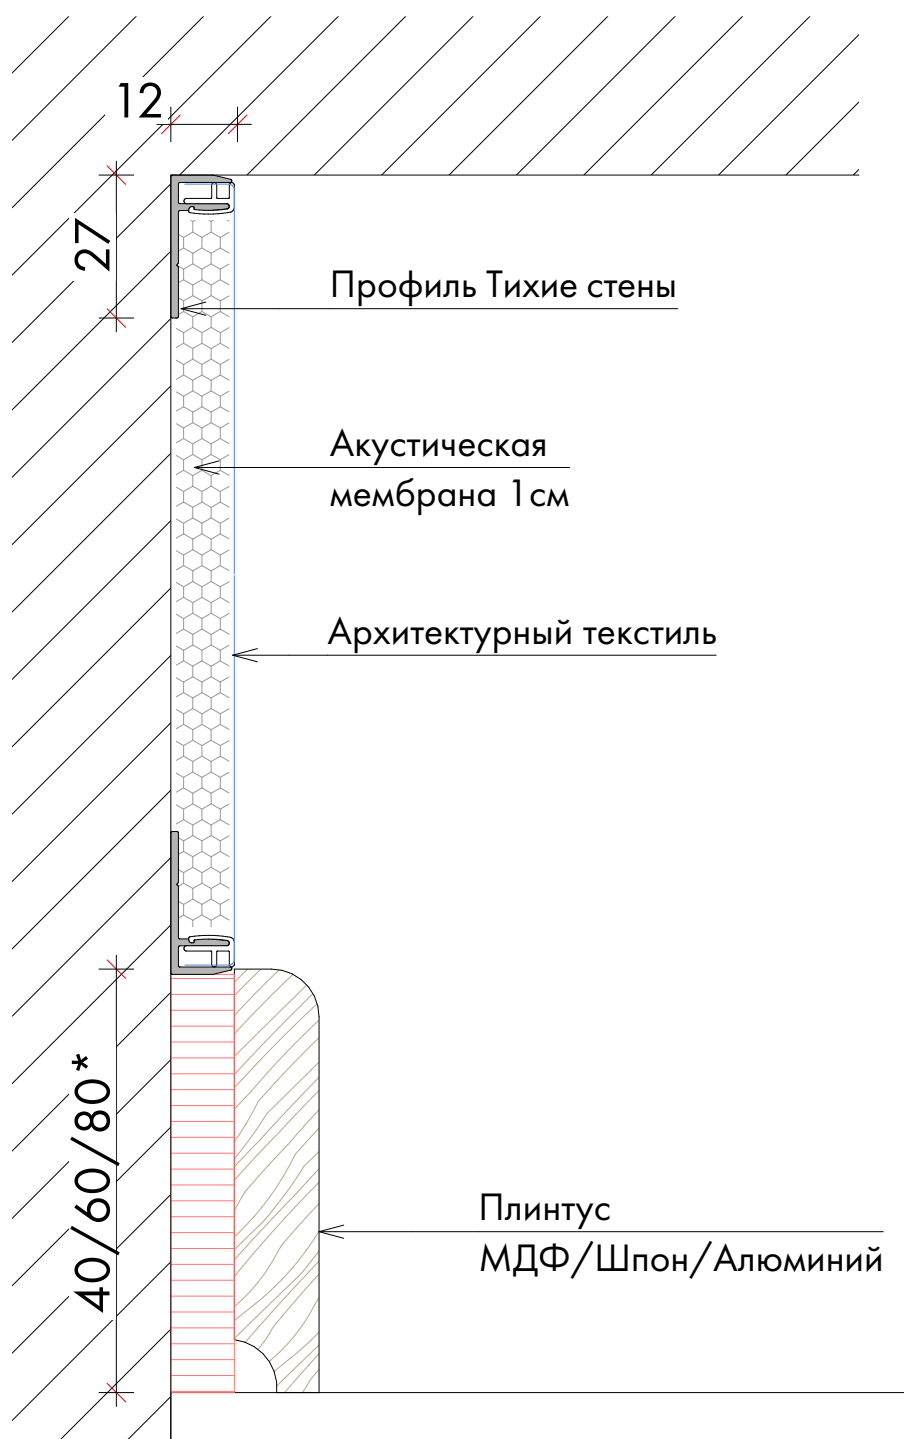 12
27
Профиль Тихие стены
Акустическая
мембрана 1см
Архитектурный текстиль
40/60/80*
Плинтус
МДФ/Шпон/Алюминий